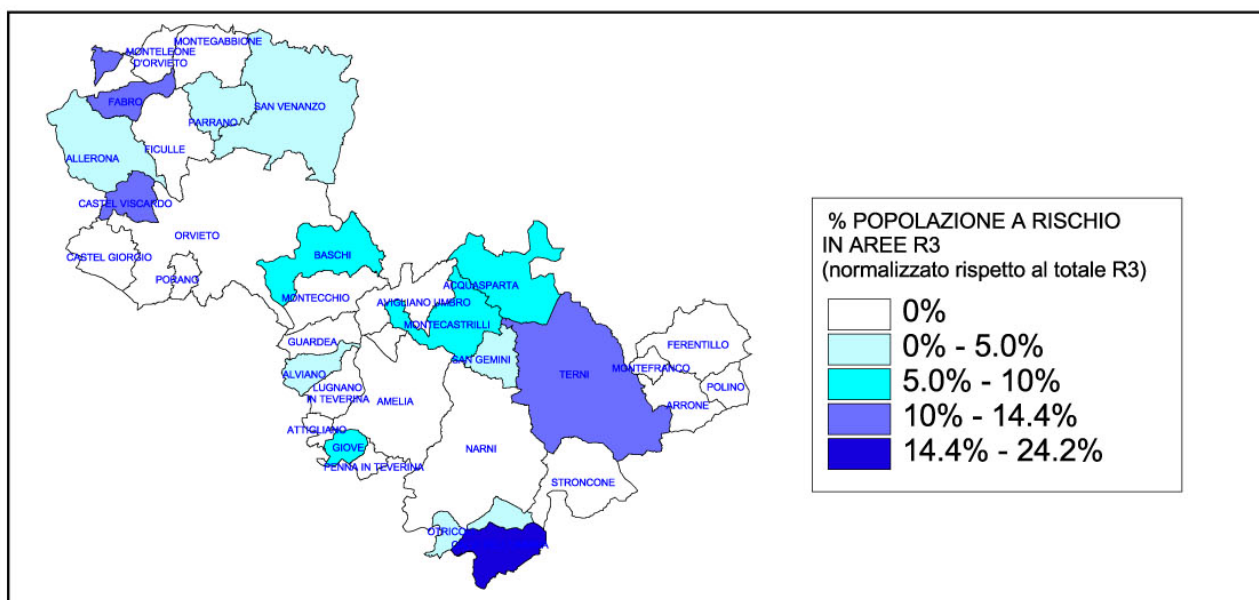 MONTEGABBIONE
MONTELEONE
D'ORVIETO
FABRO
PARRANO
SAN VENANZO
FICULLE
ALLERONA
CASTEL VISCARDO
ORVIETO
CASTEL GIORGIO
PORANO
BASCHI
MONTECCHIO
ACQUASPARTA
AVIGLIANO UMBRO
MONTECASTRILLI
GUARDEA
SAN GEMINI
ALVIANO
LUGNANO
IN TEVERINA
AMELIA
TERNI
FERENTILLO
MONTEFRANCO
POLINO
ARRONE
ATTIGLIANO
GIOVE
PENNA IN TEVERINA
NARNI
STRONCONE
% POPOLAZIONE A RISCHIO
IN AREE R3
(normalizzato rispetto al totale R3)
0%
0% - 5.0%
5.0% - 10%
10% - 14.4%
14.4% - 24.2%